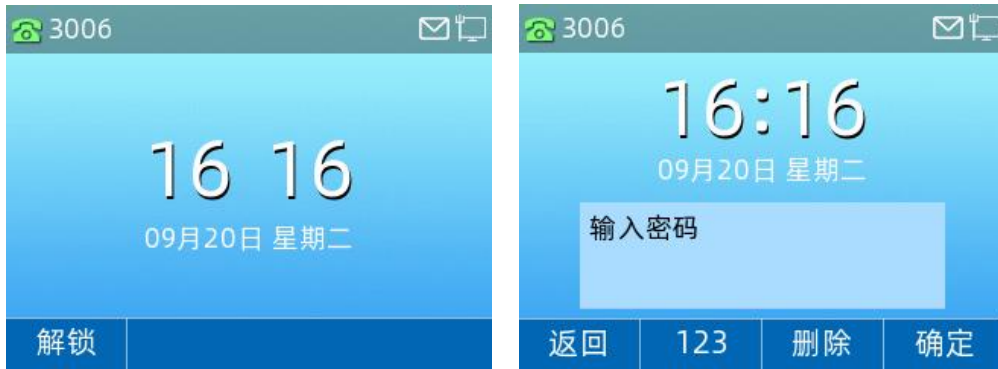 3006
16 16
09月20日 星期二
解锁
3006
16:16
09月20日 星期二
输入密码
返回 123 删除 确定